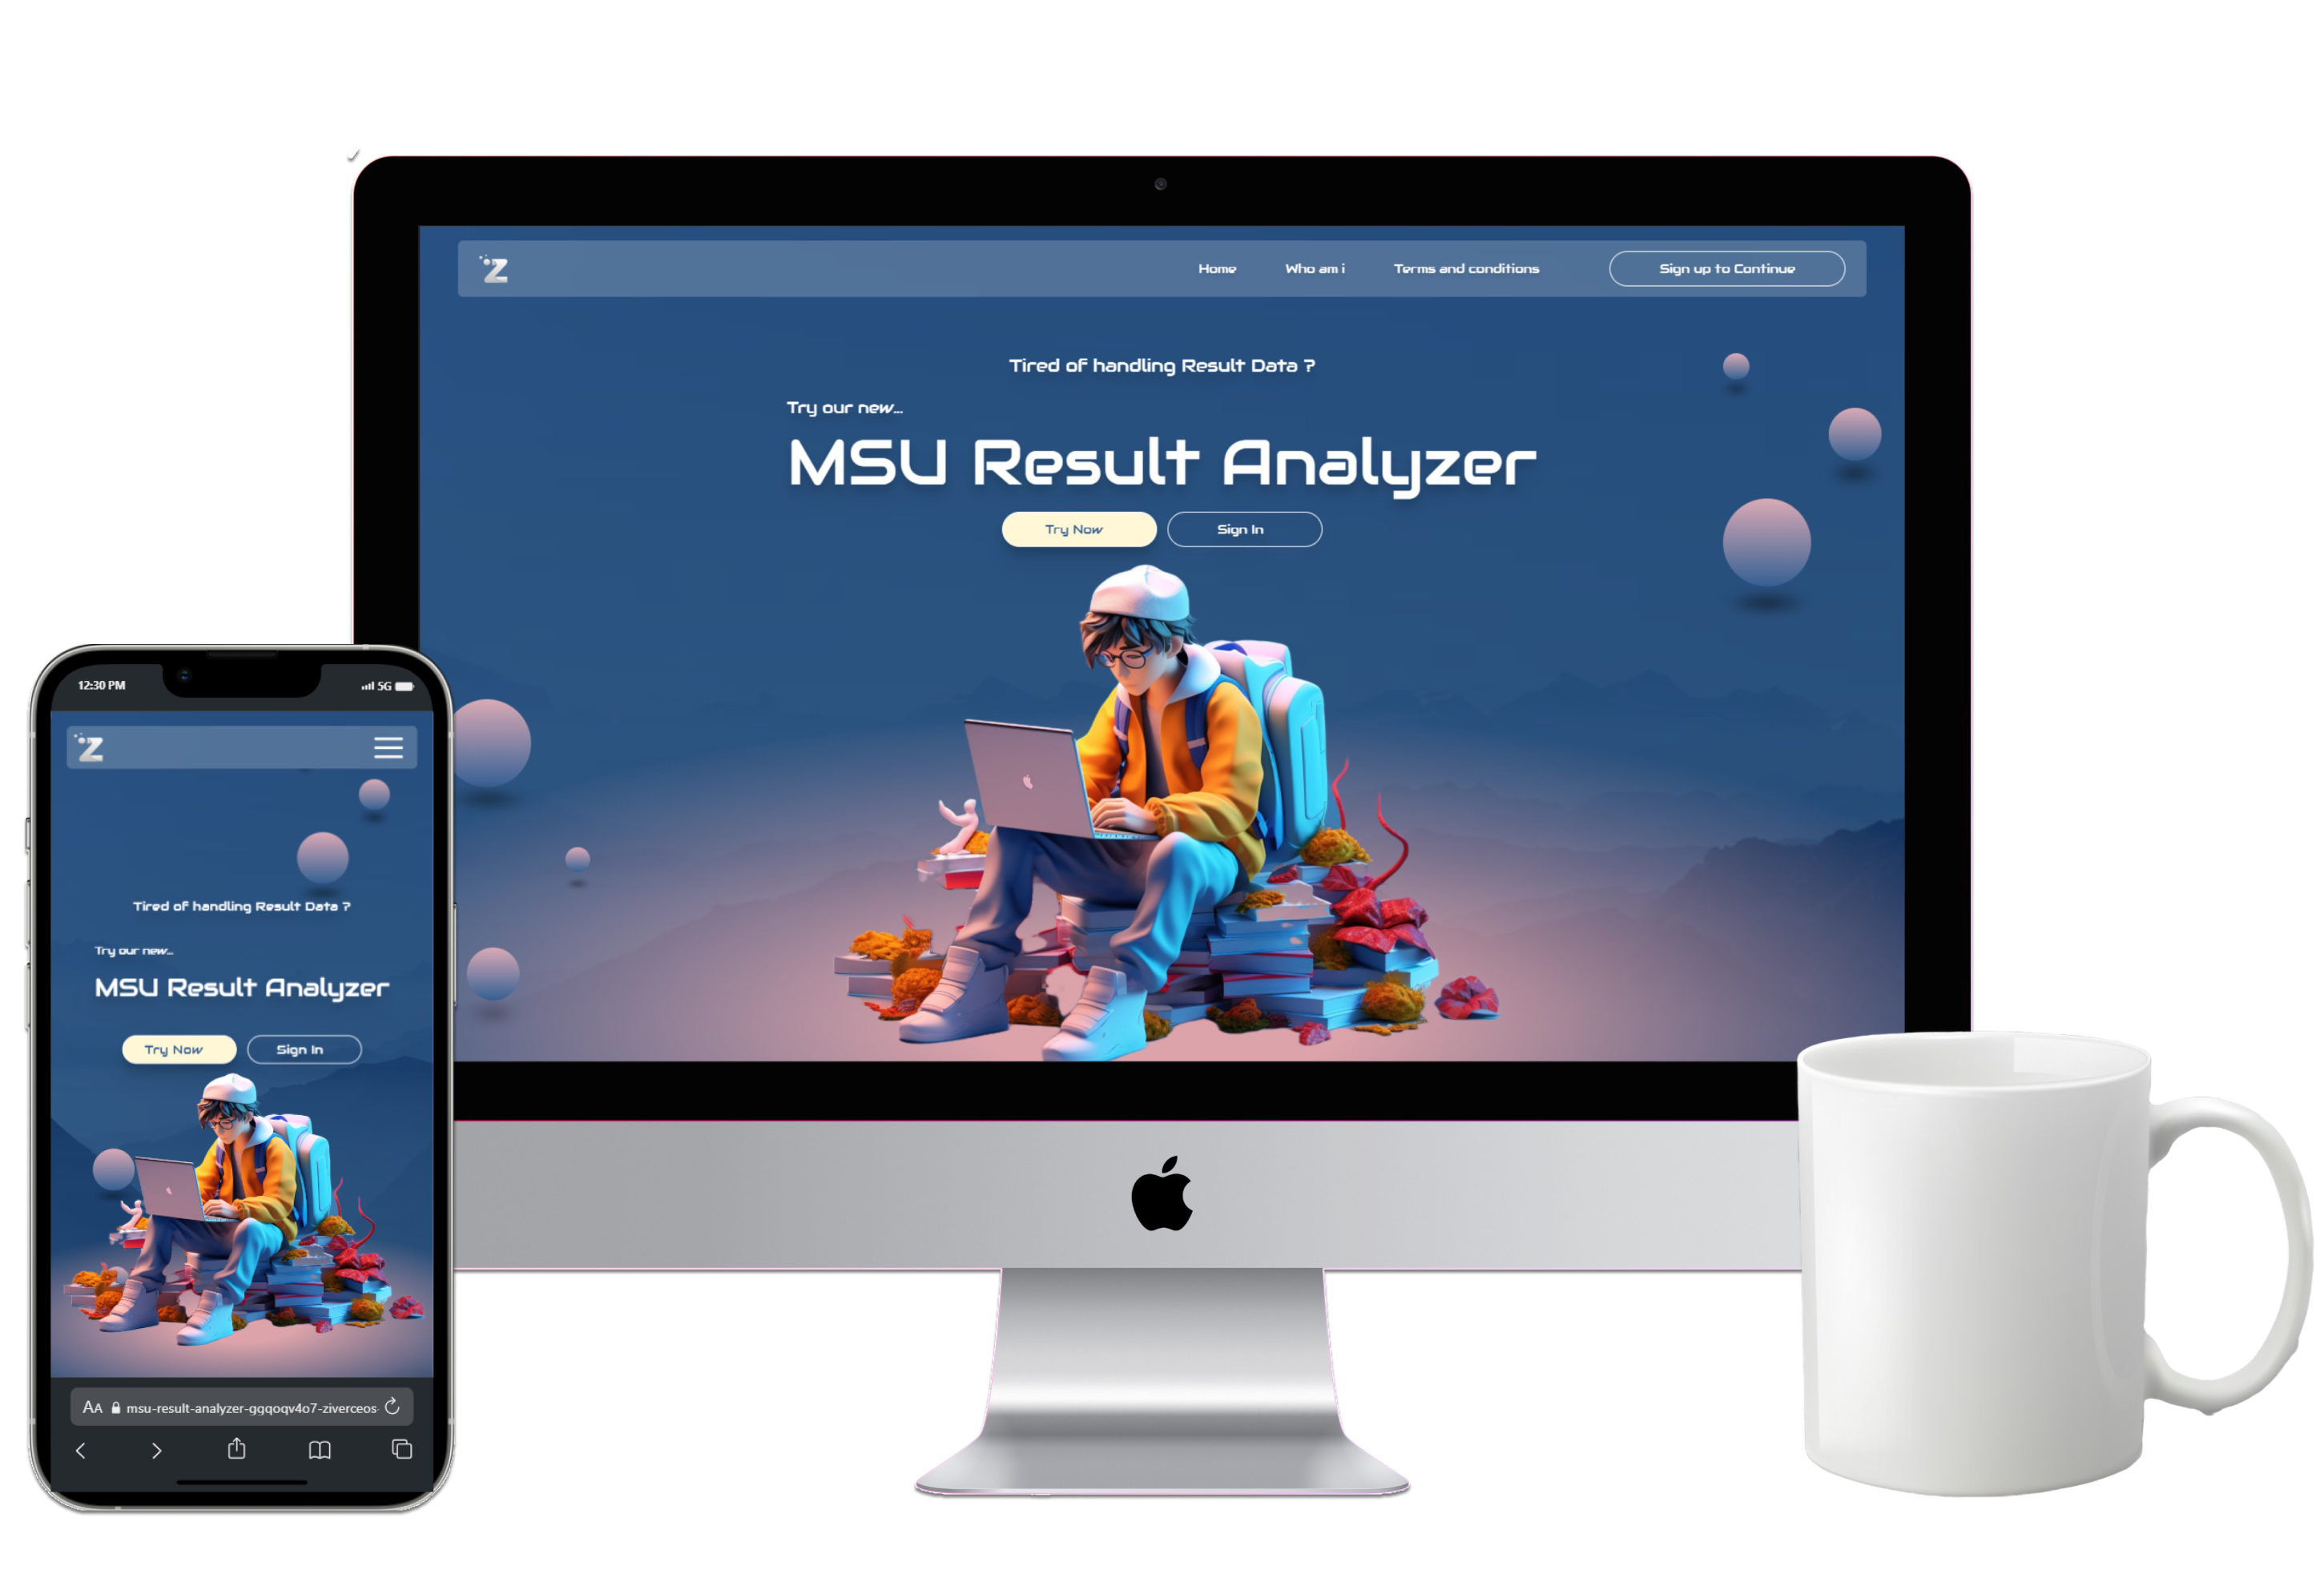 Z
Home Who am i Terms and conditions Sign up to Continue
Tired of handling Result Data ?
Try our new...
MSU Result Analyzer
Try Now Sign In
12:30 PM 5G
Z
Tired of handling Result Data ?
Try our new...
MSU Result Analyzer
Try Now Sign In
AA msu-result-analyzer-gqqoqv4o7-ziverceos